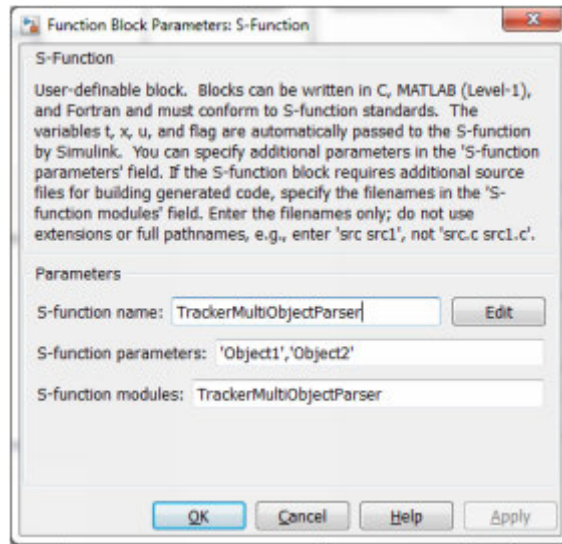 Function Block Parameters: S-Function
S-Function
User-definable block. Blocks can be written in C, MATLAB (Level-1),
and Fortran and must conform to S-function standards. The
variables t, x, u, and flag are automatically passed to the S-function
by Simulink. You can specify additional parameters in the 'S-function
parameters' field. If the S-function block requires additional source
files for building generated code, specify the filenames in the 'S-
function modules' field. Enter the filenames only; do not use
extensions or full pathnames, e.g., enter 'src src1', not 'src.c src1.c'.
Parameters
S-function name: TrackerMultiObjectParser Edit
S-function parameters: 'Object1','Object2'
S-function modules: TrackerMultiObjectParser
OK Cancel Help Apply